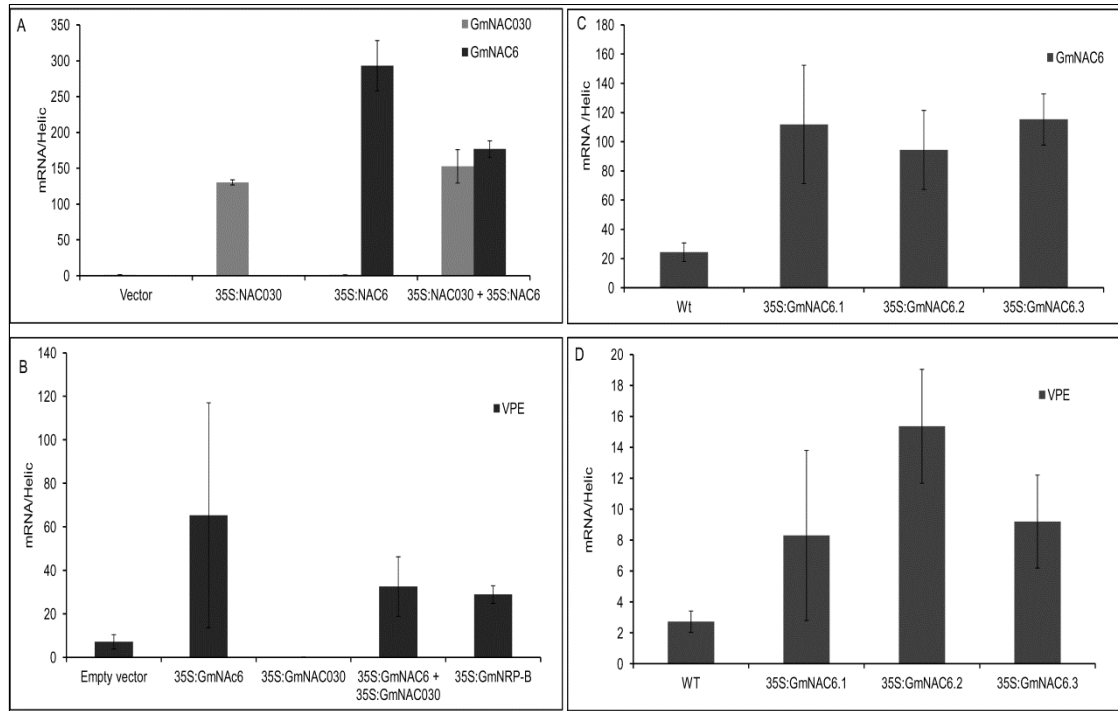 A
mRNA/Helic
350
300
250
200
150
100
50
0
GmNAC030
GmNAC6
Vector
35S:NAC030
35S:NAC6
35S:NAC030 + 35S:NAC6
C
mRNA /Helic
180
160
140
120
100
80
60
40
20
0
GmNAC6
Wt
35S:GmNAC6.1
35S:GmNAC6.2
35S:GmNAC6.3
B
mRNA/Helic
140
120
100
80
60
40
20
0
VPE
Empty vector
35S:GmNAc6
35S:GmNAC030
35S:GmNAC6 +
35S:GmNAC030
35S:GmNRP-B
D
mRNA/Helic
20
18
16
14
12
10
8
6
4
2
0
VPE
WT
35S:GmNAC6.1
35S:GmNAC6.2
35S:GmNAC6.3